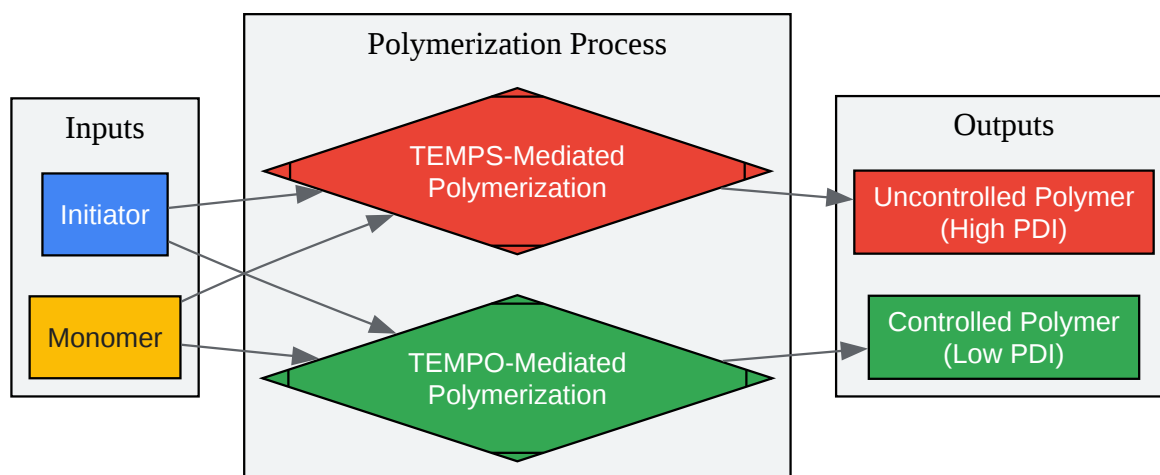 Polymerization Process
Inputs
Outputs
Initiator
Monomer
TEMPS-Mediated
Polymerization
TEMPO-Mediated
Polymerization
Uncontrolled Polymer
(High PDI)
Controlled Polymer
(Low PDI)